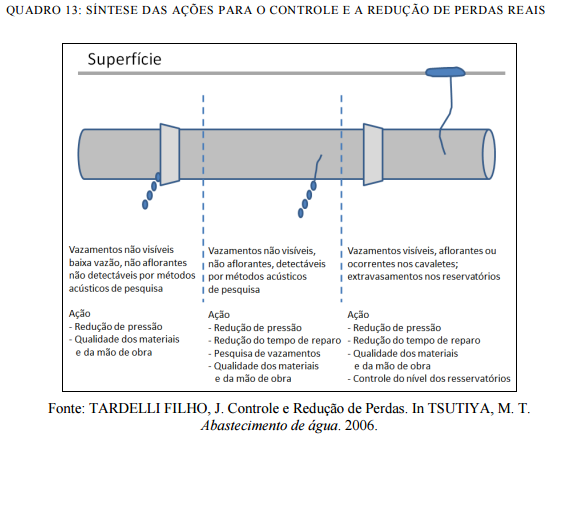 QUADRO 13: SÍNTESE DAS AÇÕES PARA O CONTROLE E A REDUÇÃO DE PERDAS REAIS
Superfície
Vazamentos não visíveis
baixa vazão, não aflorantes
não detectáveis por métodos
acústicos de pesquisa
Ação
- Redução de pressão
- Qualidade dos materiais
e da mão de obra
Vazamentos não visíveis,
não aflorantes, detectáveis
por métodos acústicos
de pesquisa
Ação
- Redução de pressão
- Redução do tempo de reparo
- Pesquisa de vazamentos
- Qualidade dos materiais
e da mão de obra
Vazamentos visíveis, aflorantes ou
ocorrentes nos cavaletes;
extravasamentos nos reservatórios
Ação
- Redução de pressão
- Redução do tempo de reparo
- Qualidade dos materiais
e da mão de obra
- Controle do nível dos resservatórios
Fonte: TARDELLI FILHO, J. Controle e Redução de Perdas. In TSUTIYA, M. T.
Abastecimento de água. 2006.